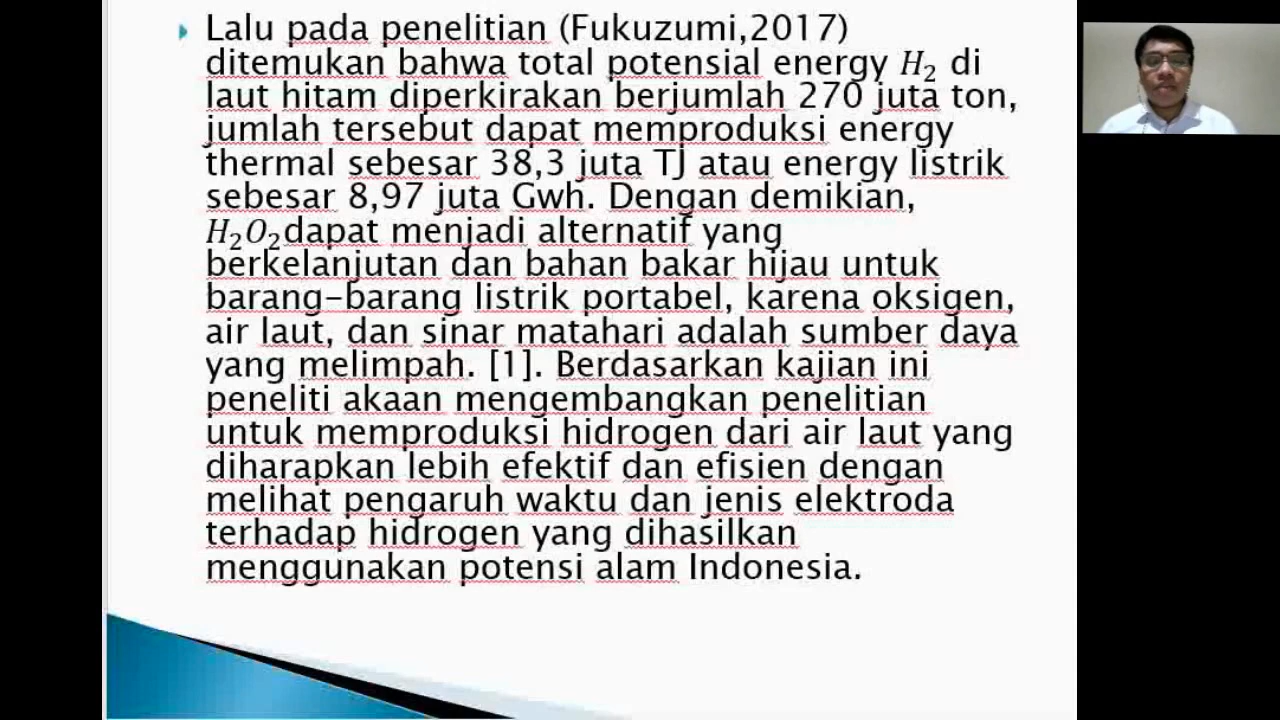 Lalu pada penelitian (Fukuzumi,2017)
ditemukan bahwa total potensial energy H₂ di
laut hitam diperkirakan berjumlah 270 juta ton,
jumlah tersebut dapat memproduksi energy
thermal sebesar 38,3 juta TJ atau energy listrik
sebesar 8,97 juta Gwh. Dengan demikian,
H₂O₂dapat menjadi alternatif yang
berkelanjutan dan bahan bakar hijau untuk
barang-barang listrik portabel, karena oksigen,
air laut, dan sinar matahari adalah sumber daya
yang melimpah. [1]. Berdasarkan kajian ini
peneliti akaan mengembangkan penelitian
untuk memproduksi hidrogen dari air laut yang
diharapkan lebih efektif dan efisien dengan
melihat pengaruh waktu dan jenis elektroda
terhadap hidrogen yang dihasilkan
menggunakan potensi alam Indonesia.